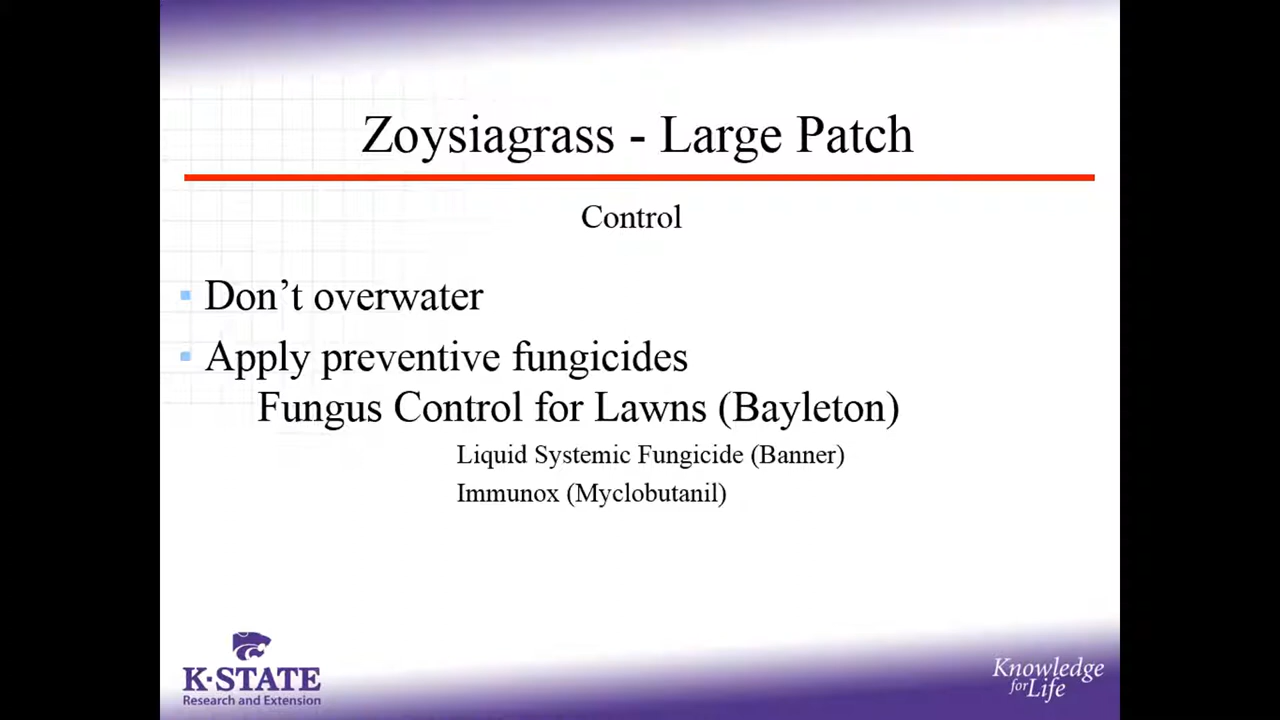 Zoysiagrass - Large Patch
Control
Don’t overwater
Apply preventive fungicides
Fungus Control for Lawns (Bayleton)
Liquid Systemic Fungicide (Banner)
Immunox (Myclobutanil)
K-STATE
Research and Extension
Knowledge
for Life